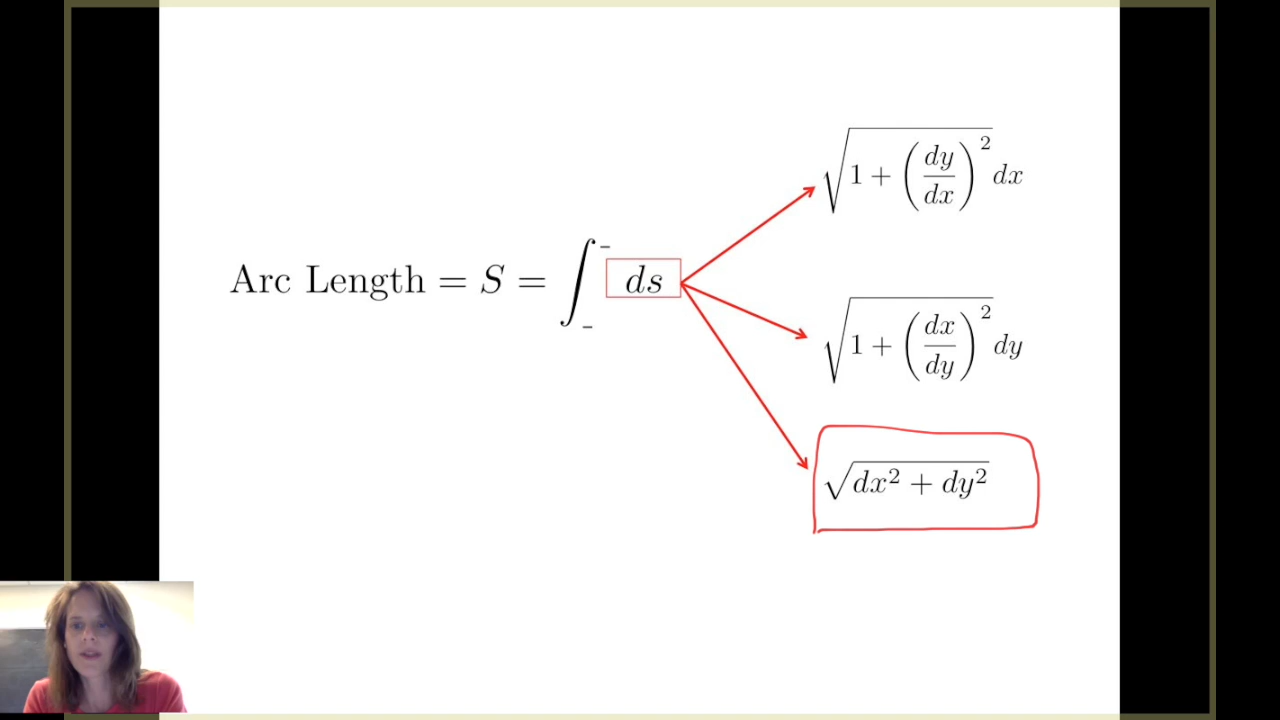 √(1 + (dy/dx)²) dx
Arc Length = S = ∫ ds
√(1 + (dx/dy)²) dy
√(dx² + dy²)